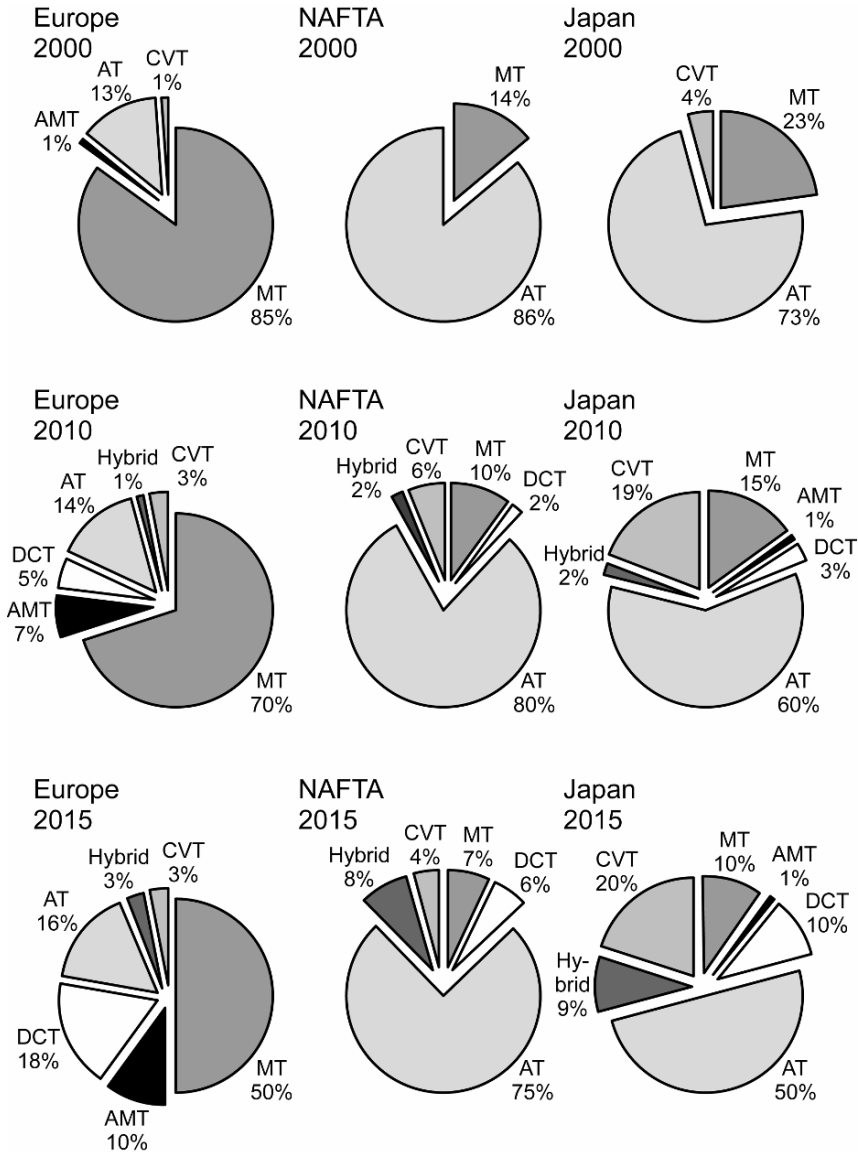 Europe
2000
CVT
1%
AT
13%
AMT
1%
MT
85%
NAFTA
2000
MT
14%
AT
86%
Japan
2000
CVT
4%
MT
23%
AT
73%
Europe
2010
Hybrid
1%
CVT
3%
AT
14%
DCT
5%
AMT
7%
MT
70%
NAFTA
2010
Hybrid
2%
CVT
6%
MT
10%
DCT
2%
AT
80%
Japan
2010
CVT
19%
MT
15%
AMT
1%
DCT
3%
Hybrid
2%
AT
60%
Europe
2015
Hybrid
3%
CVT
3%
AT
16%
DCT
18%
AMT
10%
MT
50%
NAFTA
2015
Hybrid
8%
CVT
4%
MT
7%
DCT
6%
AT
75%
Japan
2015
CVT
20%
MT
10%
AMT
1%
DCT
10%
Hy-
brid
9%
AT
50%